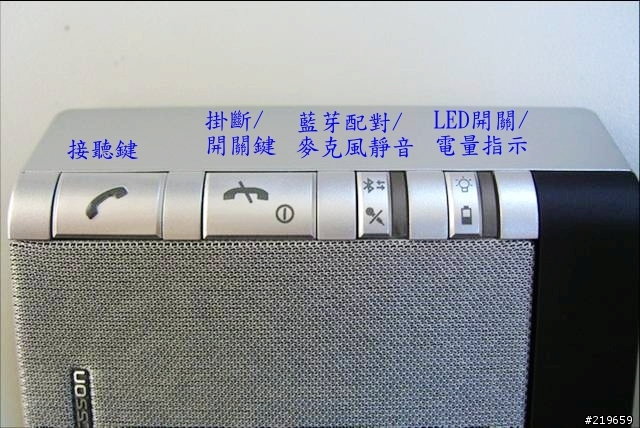 接聽鍵
掛斷/
開關鍵
藍芽配對/
麥克風靜音
LED開關/
電量指示
sson
#219659